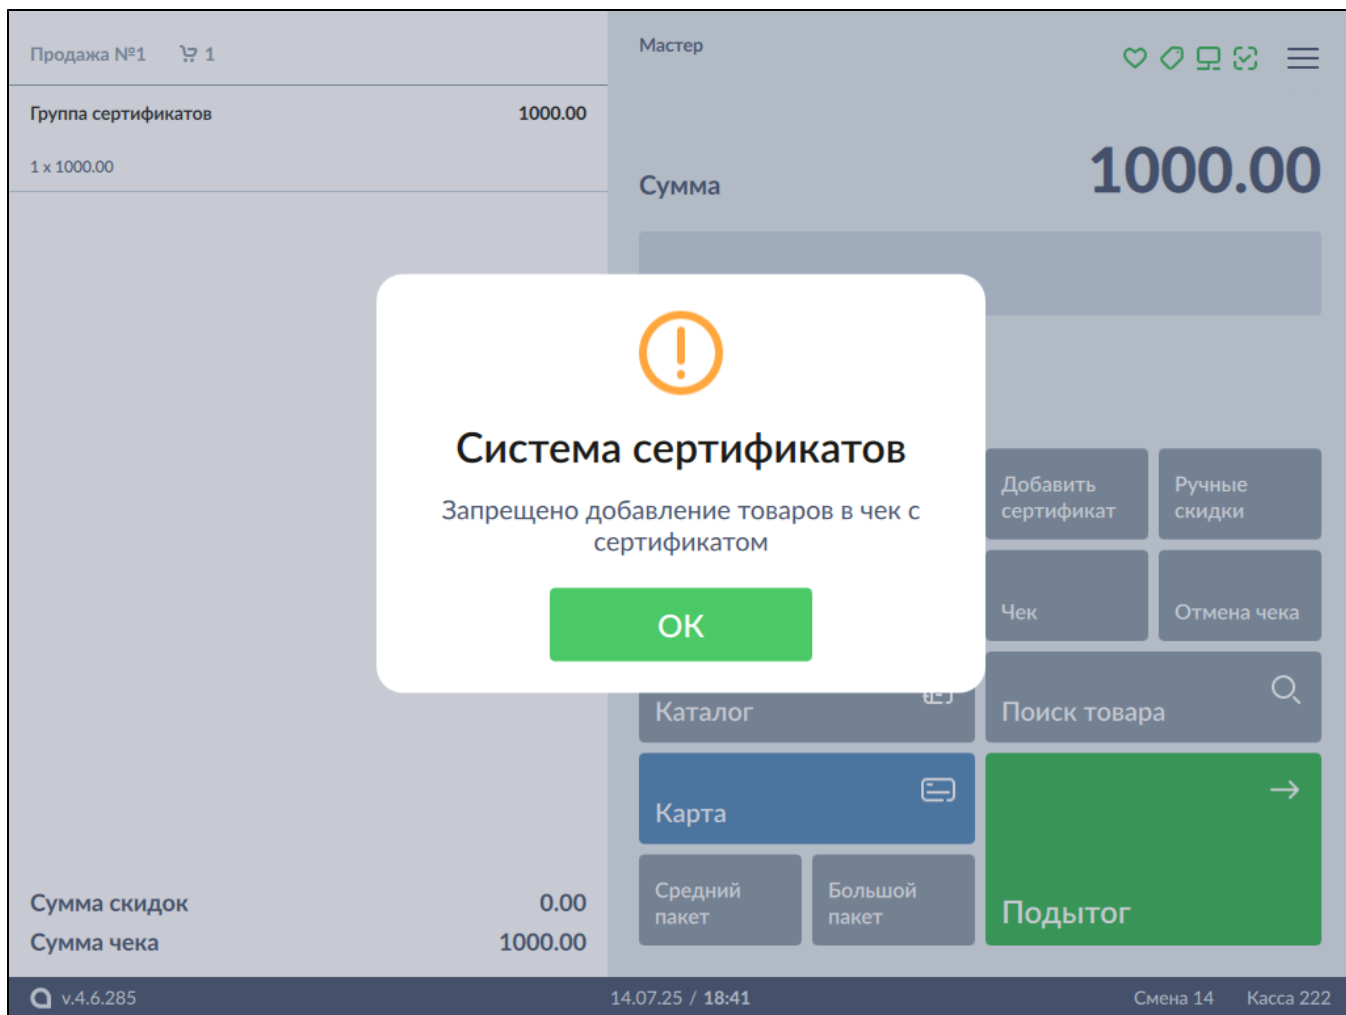 Продажа №1 1
Мастер
Группа сертификатов 1000.00
1 x 1000.00
Сумма 1000.00
Система сертификатов
Запрещено добавление товаров в чек с
сертификатом
ОК
Добавить
сертификат
Ручные
скидки
Чек
Отмена чека
Каталог
Поиск товара
Карта
Средний
пакет
Большой
пакет
Подытог
Сумма скидок 0.00
Сумма чека 1000.00
v.4.6.285 14.07.25 / 18:41 Смена 14 Касса 222